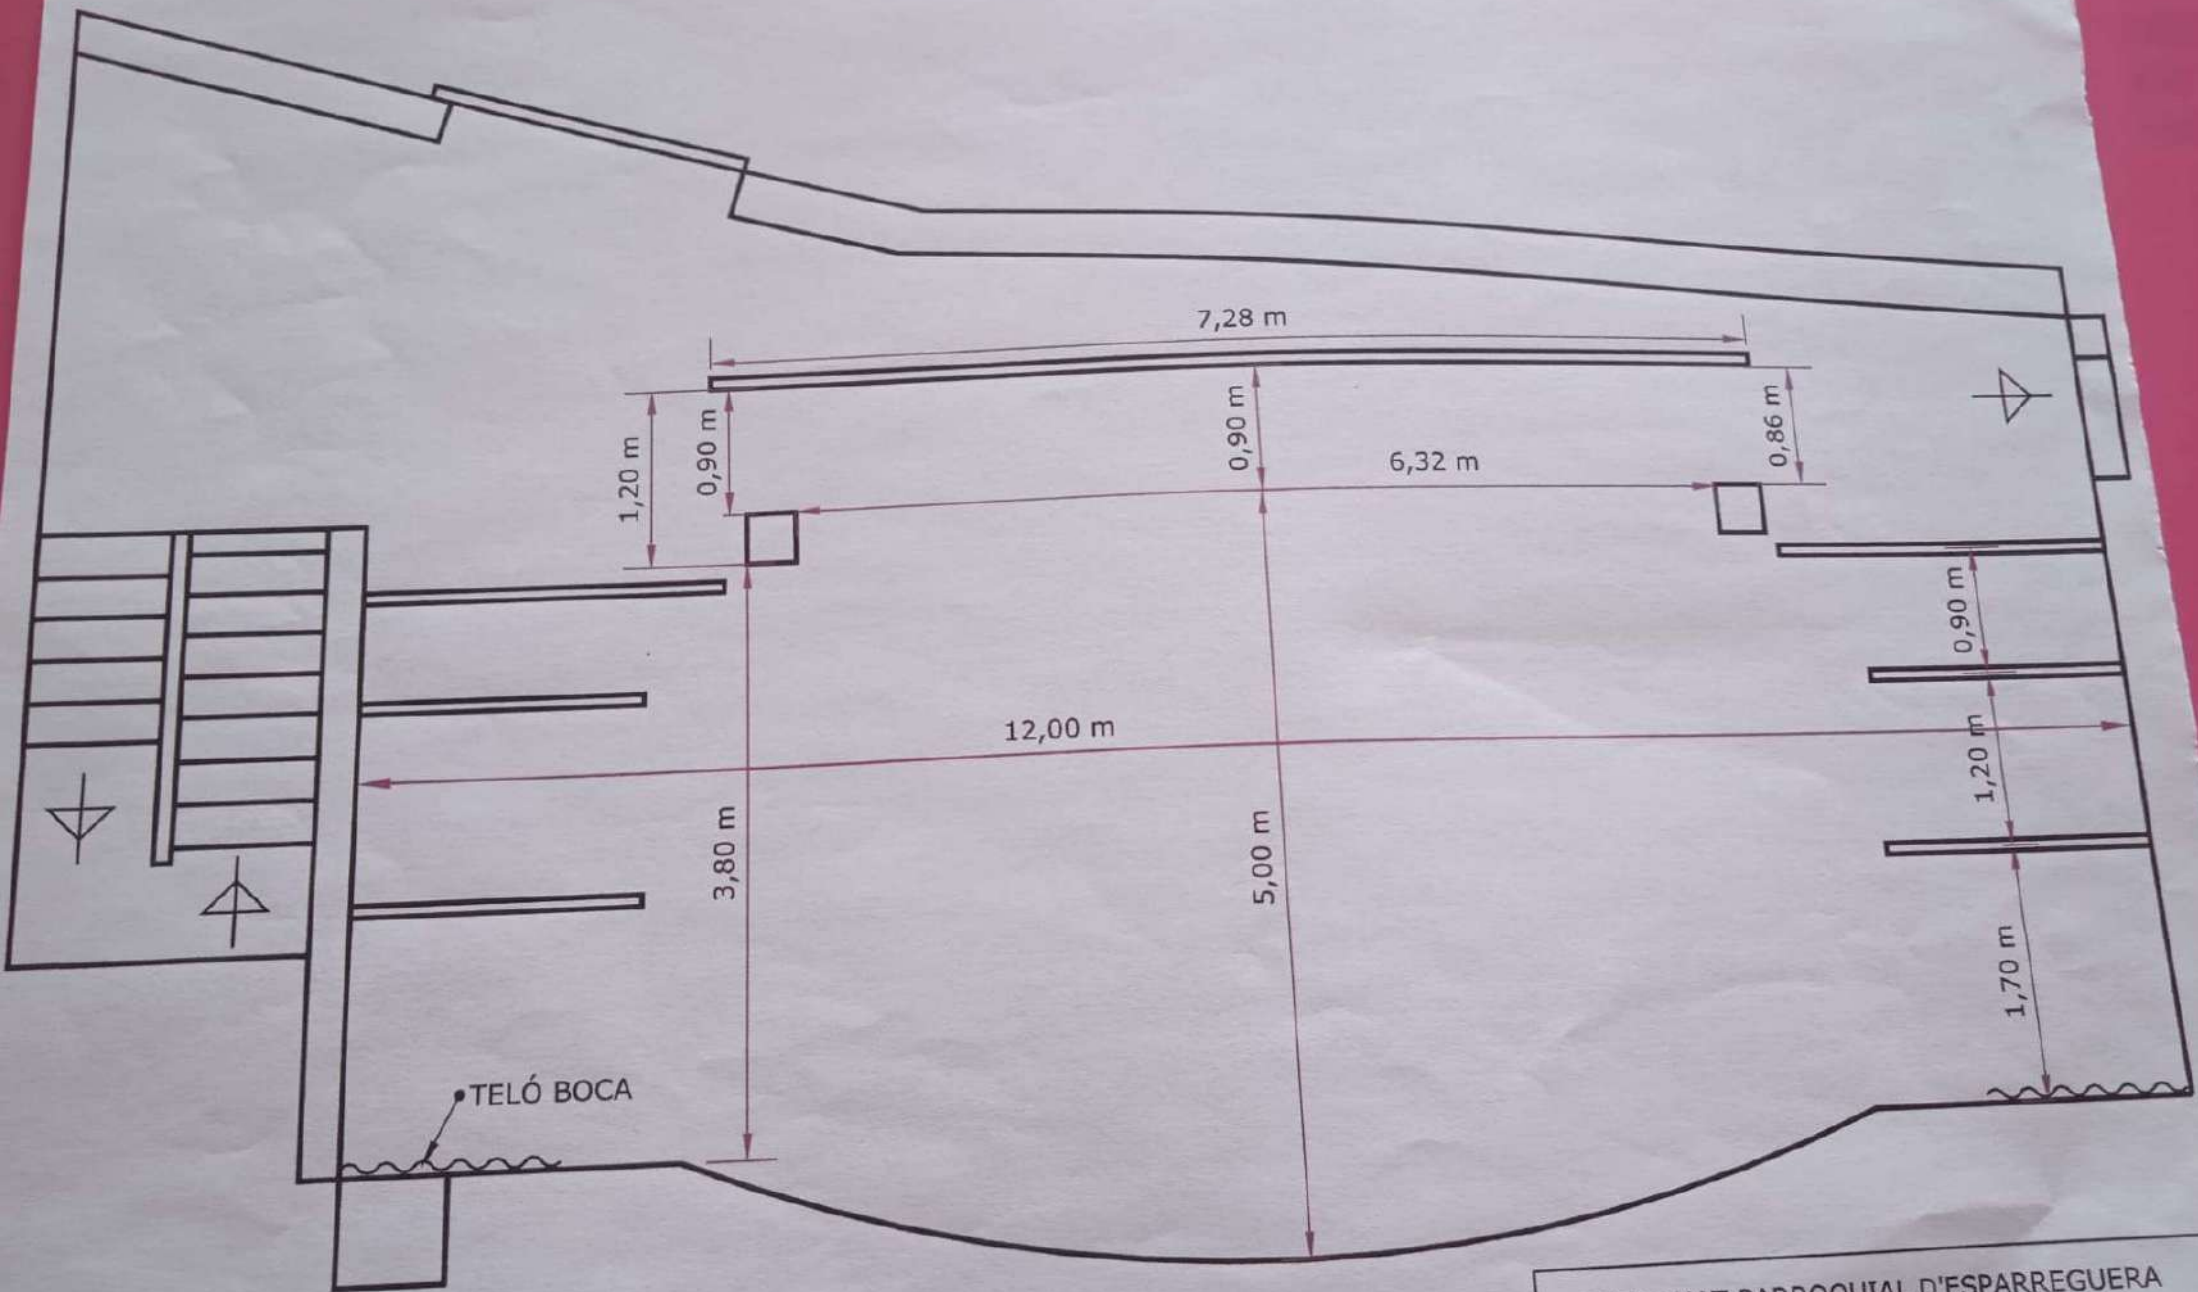 7,28 m
1,20 m
0,90 m
0,90 m
0,86 m
6,32 m
0,90 m
12,00 m
1,20 m
3,80 m
5,00 m
1,70 m
TELÓ BOCA
PARROQUIAL D'ESPARREGUERA